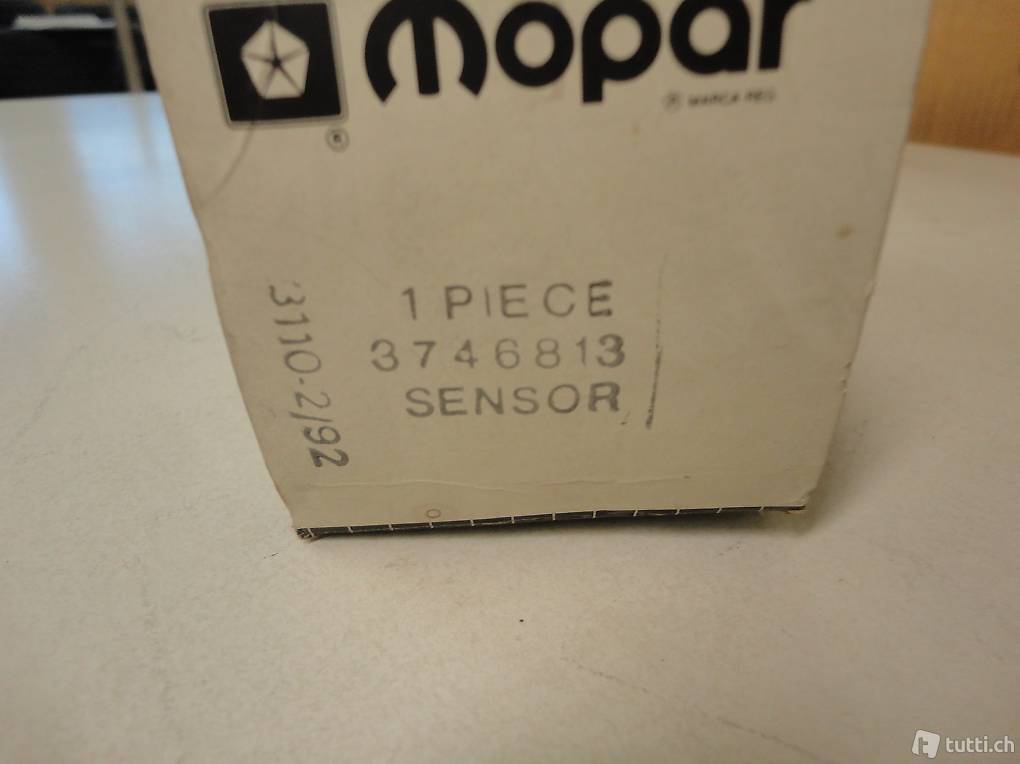 mopar
® MARCA REG.
®
1 PIECE
3746813
SENSOR
3110-2/92
tutti.ch